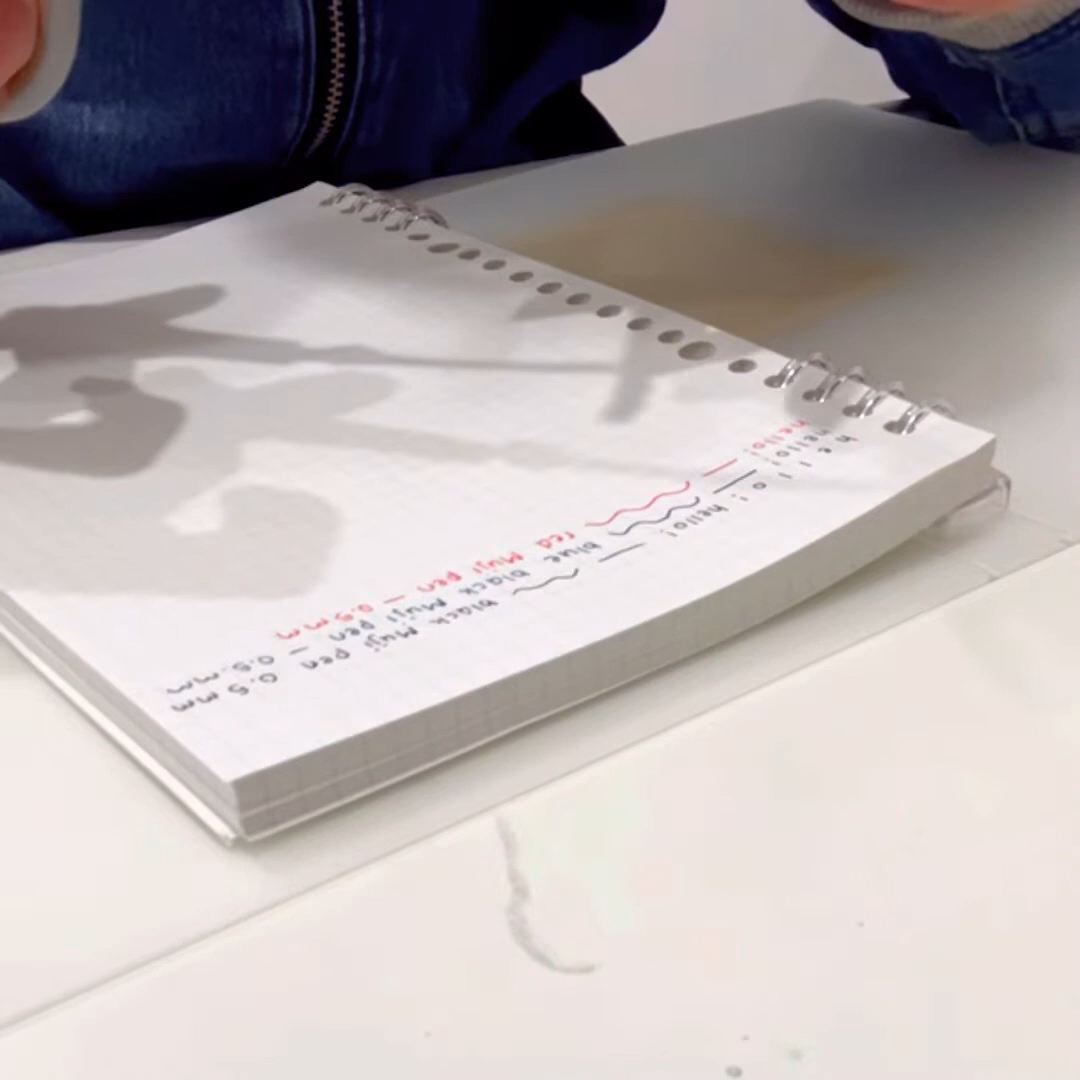 h e l l o ! hello! — black muji pen 0.5mm
hello! — blue black muji pen — 0.5mm
hello! — red muji pen — 0.5mm